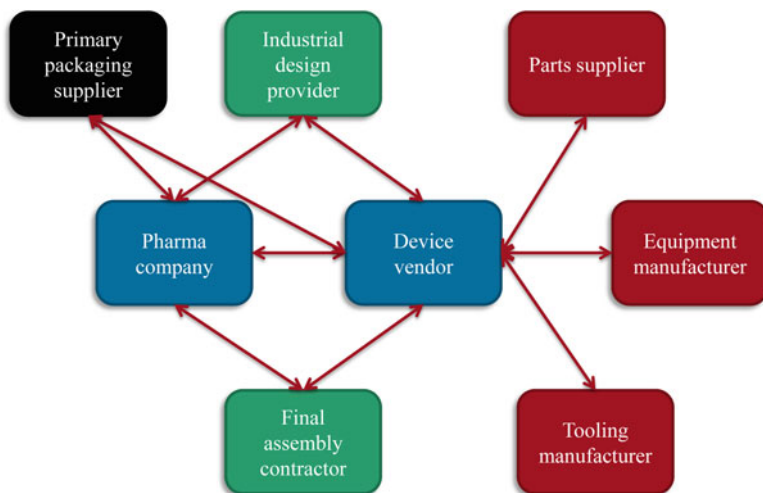 Primary
packaging
supplier
Industrial
design
provider
Parts supplier
Pharma
company
Device
vendor
Equipment
manufacturer
Final
assembly
contractor
Tooling
manufacturer